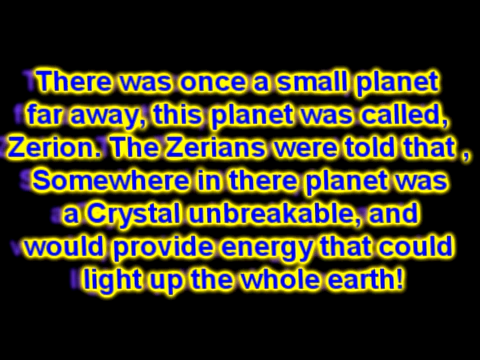 There was once a small planet
far away, this planet was called,
Zerion. The Zerians were told that ,
Somewhere in there planet was
a Crystal unbreakable, and
would provide energy that could
light up the whole earth!